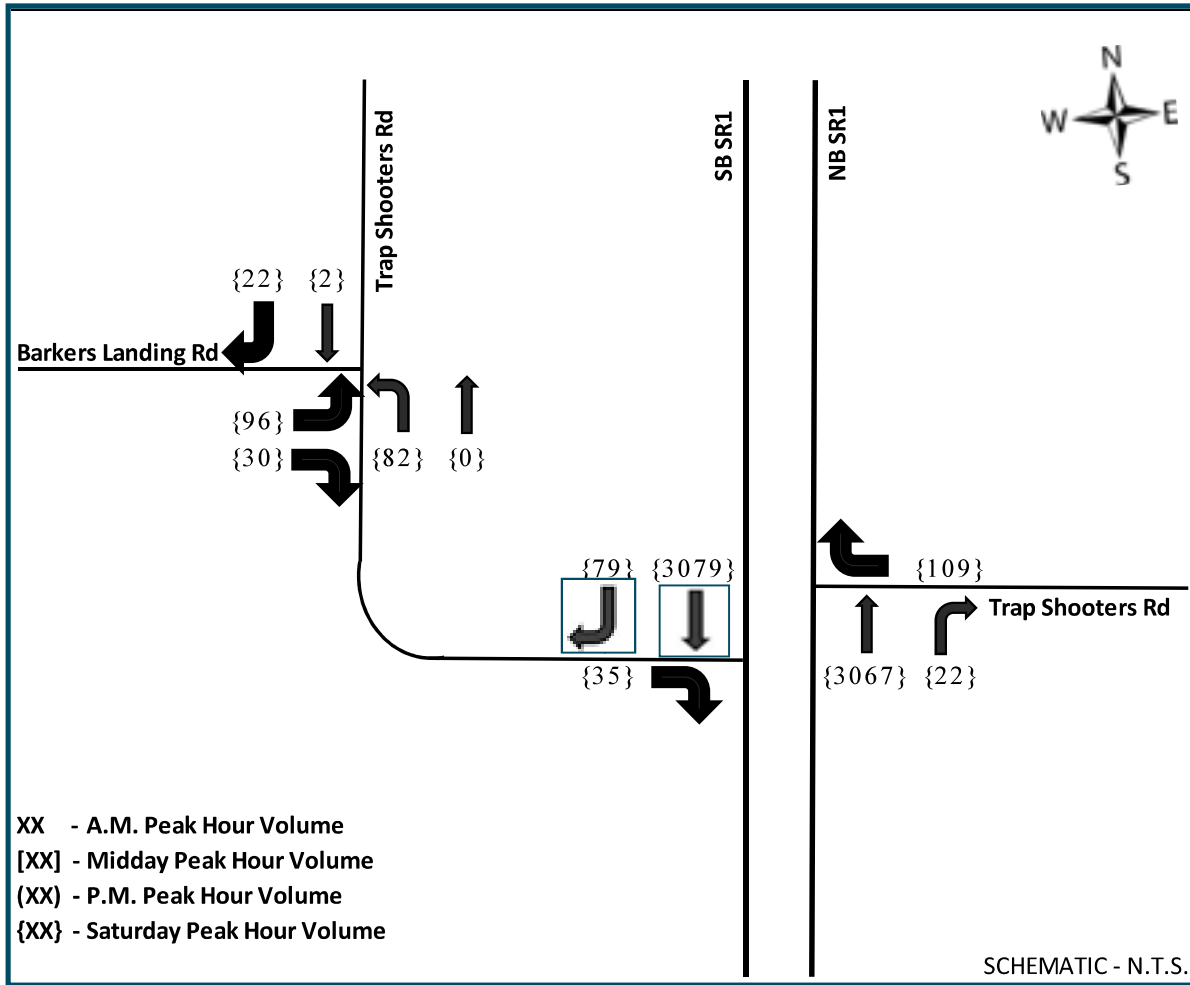 N
W E
S
Trap Shooters Rd
SB SR1
NB SR1
{22} {2}
Barkers Landing Rd
{96}
{30} {82} {0}
{79} {3079} {109}
Trap Shooters Rd
{35} {3067} {22}
XX - A.M. Peak Hour Volume
[XX] - Midday Peak Hour Volume
(XX) - P.M. Peak Hour Volume
{XX} - Saturday Peak Hour Volume
SCHEMATIC - N.T.S.